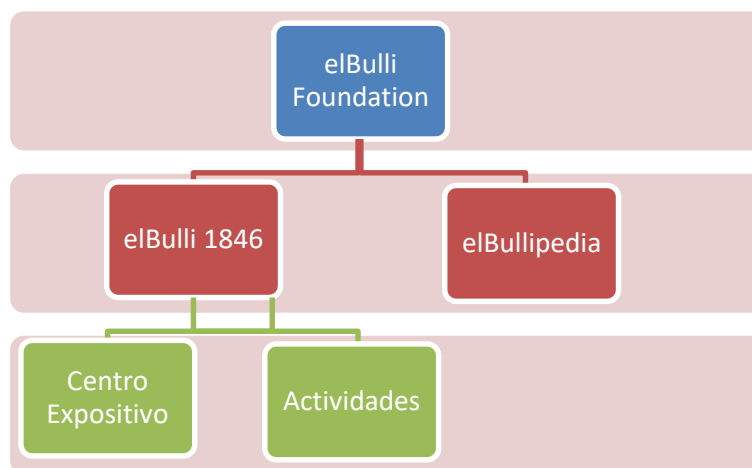 elBulli
Foundation
elBulli 1846
elBullipedia
Centro
Expositivo
Actividades